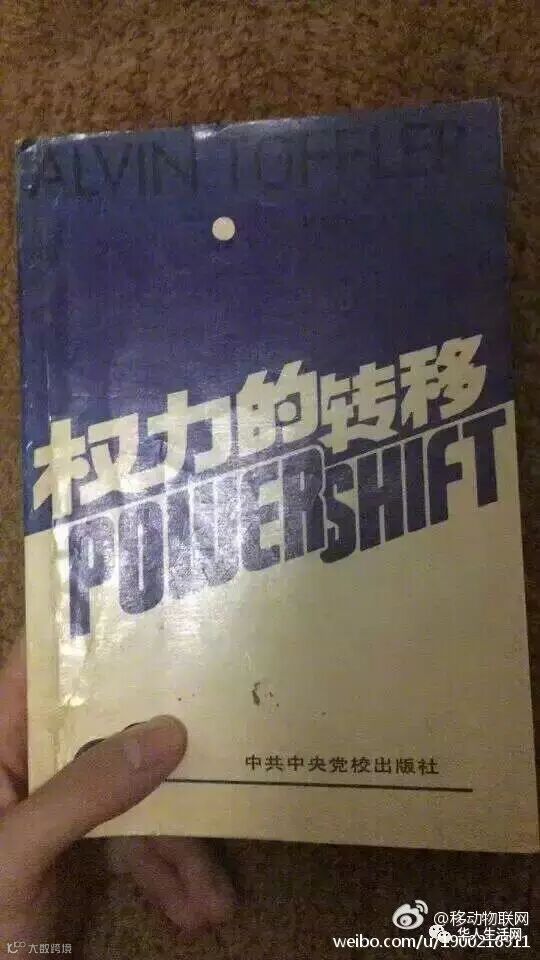 ALVIN TOFFLER
权力的转移
POWERSHIFT
中共中央党校出版社
@移动物联网
华人生活网
大数跨境
weibo.com/u/1900216911